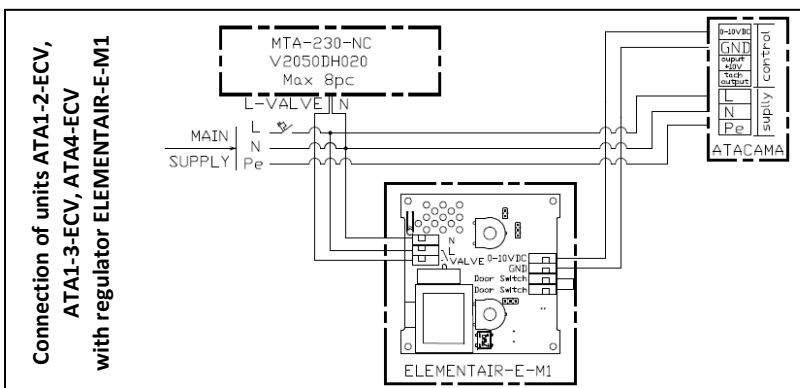 Connection of units ATA1-2-ECV,
ATA1-3-ECV, ATA4-ECV
with regulator ELEMENTAIR-E-M1
MTA-230-NC
V2050DH020
Max 8pc
L-VALVE N
MAIN
SUPPLY
L
N
Pe
0-10VDC
GND
ouput
+10V
tach
output
control
L
N
Pe
suplly
ATACAMA
N
L
VALVE
0-10VDC
GND
Door Switch
Door Switch
ELEMENTAIR-E-M1